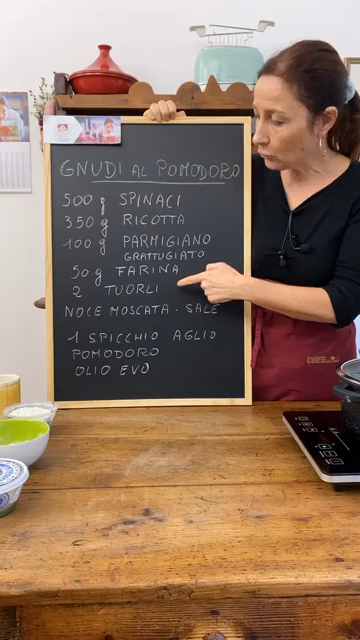 GNUDI AL POMODORO
500 g SPINACI
350 g RICOTTA
100 g PARMIGIANO
GRATTUGIATO
50 g FARINA
2 TUORLI
NOCE MOSCATA - SALE
1 SPICCHIO AGLIO
POMODORO
OLIO EVO